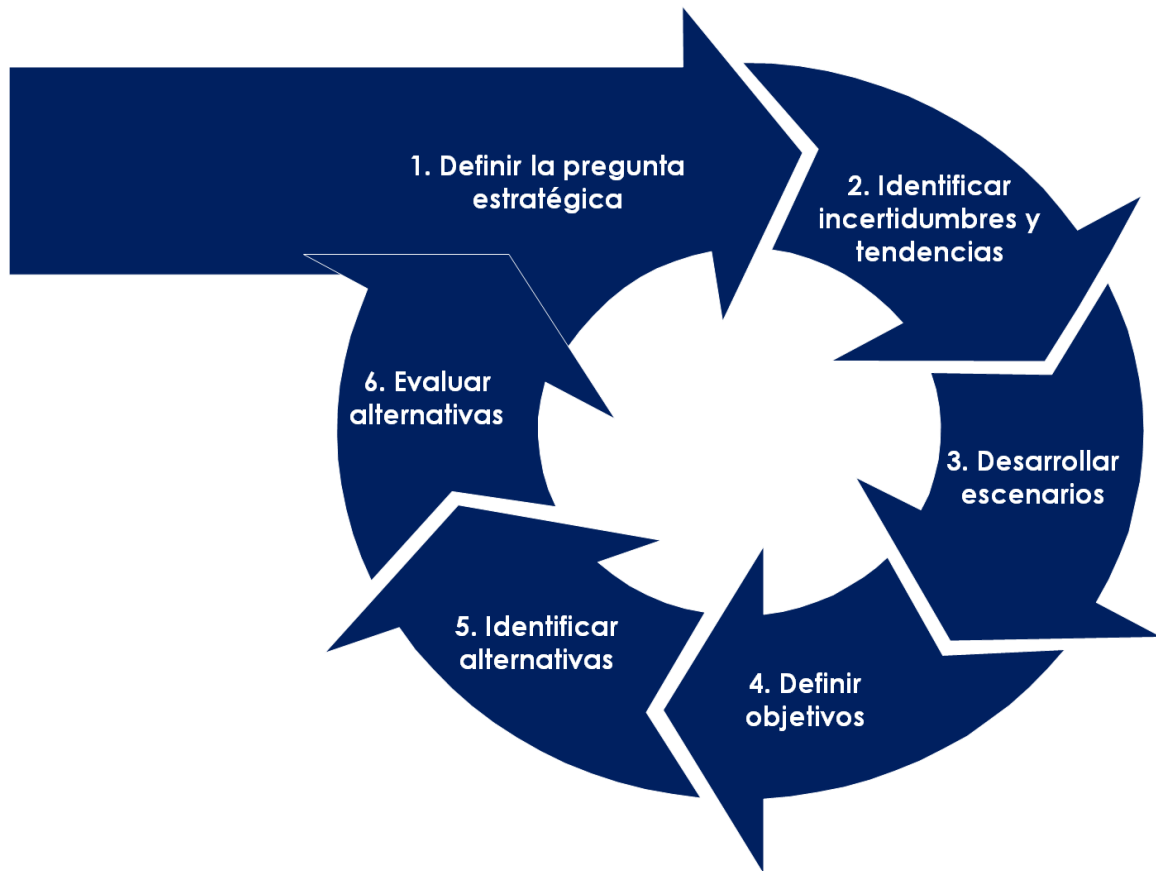 1. Definir la pregunta
estratégica
2. Identificar
incertidumbres y
tendencias
3. Desarrollar
escenarios
4. Definir
objetivos
5. Identificar
alternativas
6. Evaluar
alternativas